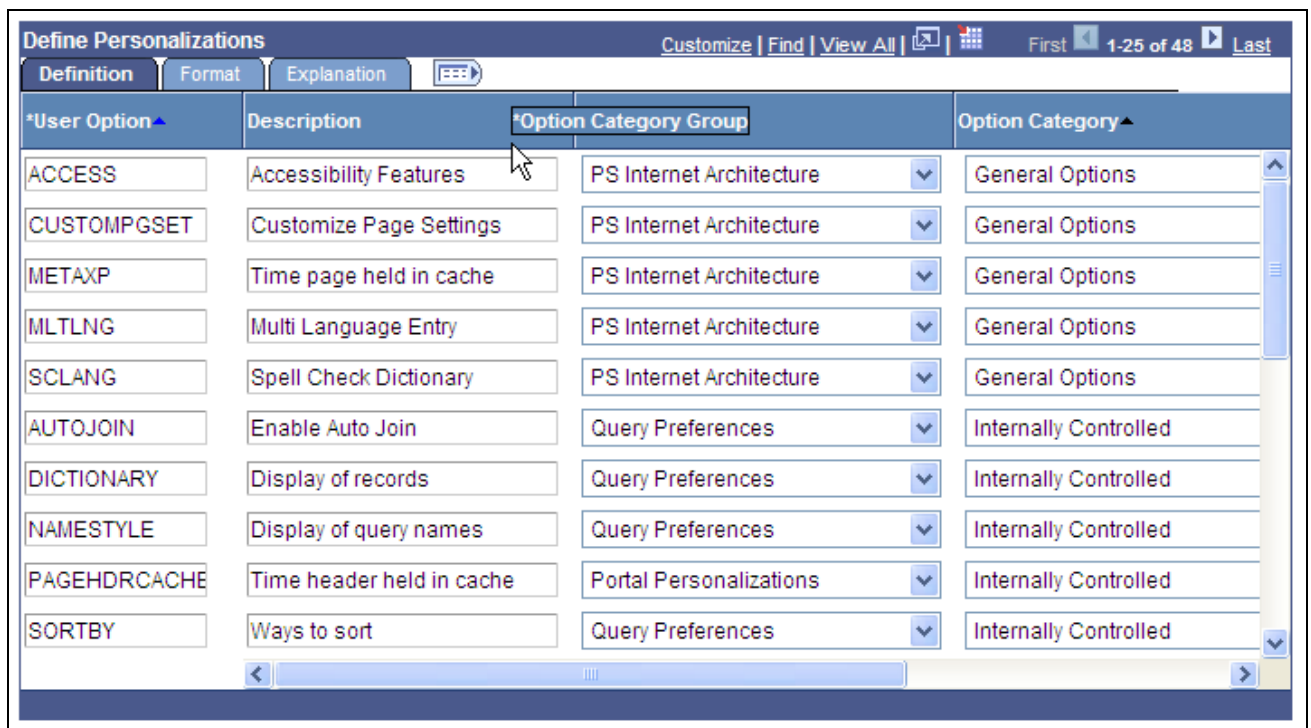 Define Personalizations Customize | Find | View All | | First 1-25 of 48 Last
Definition Format Explanation
*User Option Description *Option Category Group Option Category
ACCESS Accessibility Features PS Internet Architecture General Options
CUSTOMPGSET Customize Page Settings PS Internet Architecture General Options
METAXP Time page held in cache PS Internet Architecture General Options
MLTLNG Multi Language Entry PS Internet Architecture General Options
SCLANG Spell Check Dictionary PS Internet Architecture General Options
AUTOJOIN Enable Auto Join Query Preferences Internally Controlled
DICTIONARY Display of records Query Preferences Internally Controlled
NAMESTYLE Display of query names Query Preferences Internally Controlled
PAGEHDRCACHE Time header held in cache Portal Personalizations Internally Controlled
SORTBY Ways to sort Query Preferences Internally Controlled